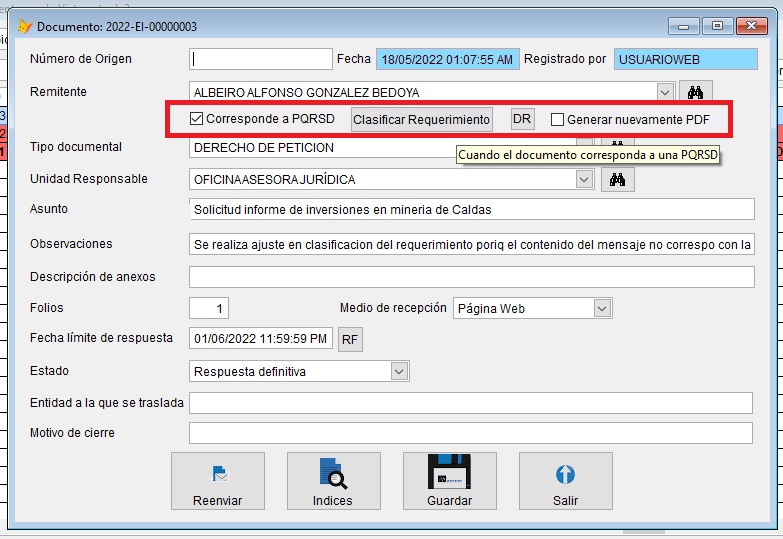 Documento: 2022-EI-00000003
Número de Origen Fecha 18/05/2022 01:07:55 AM Registrado por USUARIOWEB
Remitente ALBEIRO ALFONSO GONZALEZ BEDOYA
Corresponde a PQRSD Clasificar Requerimiento DR Generar nuevamente PDF
Tipo documental DERECHO DE PETICION
Cuando el documento corresponda a una PQRSD
Unidad Responsable OFICINA ASESORA JURÍDICA
Asunto Solicitud informe de inversiones en mineria de Caldas
Observaciones Se realiza ajuste en clasificacion del requerimiento poriq el contenido del mensaje no correspo con la
Descripción de anexos
Folios 1 Medio de recepción Página Web
Fecha límite de respuesta 01/06/2022 11:59:59 PM RF
Estado Respuesta definitiva
Entidad a la que se traslada
Motivo de cierre
Reenviar Indices Guardar Salir